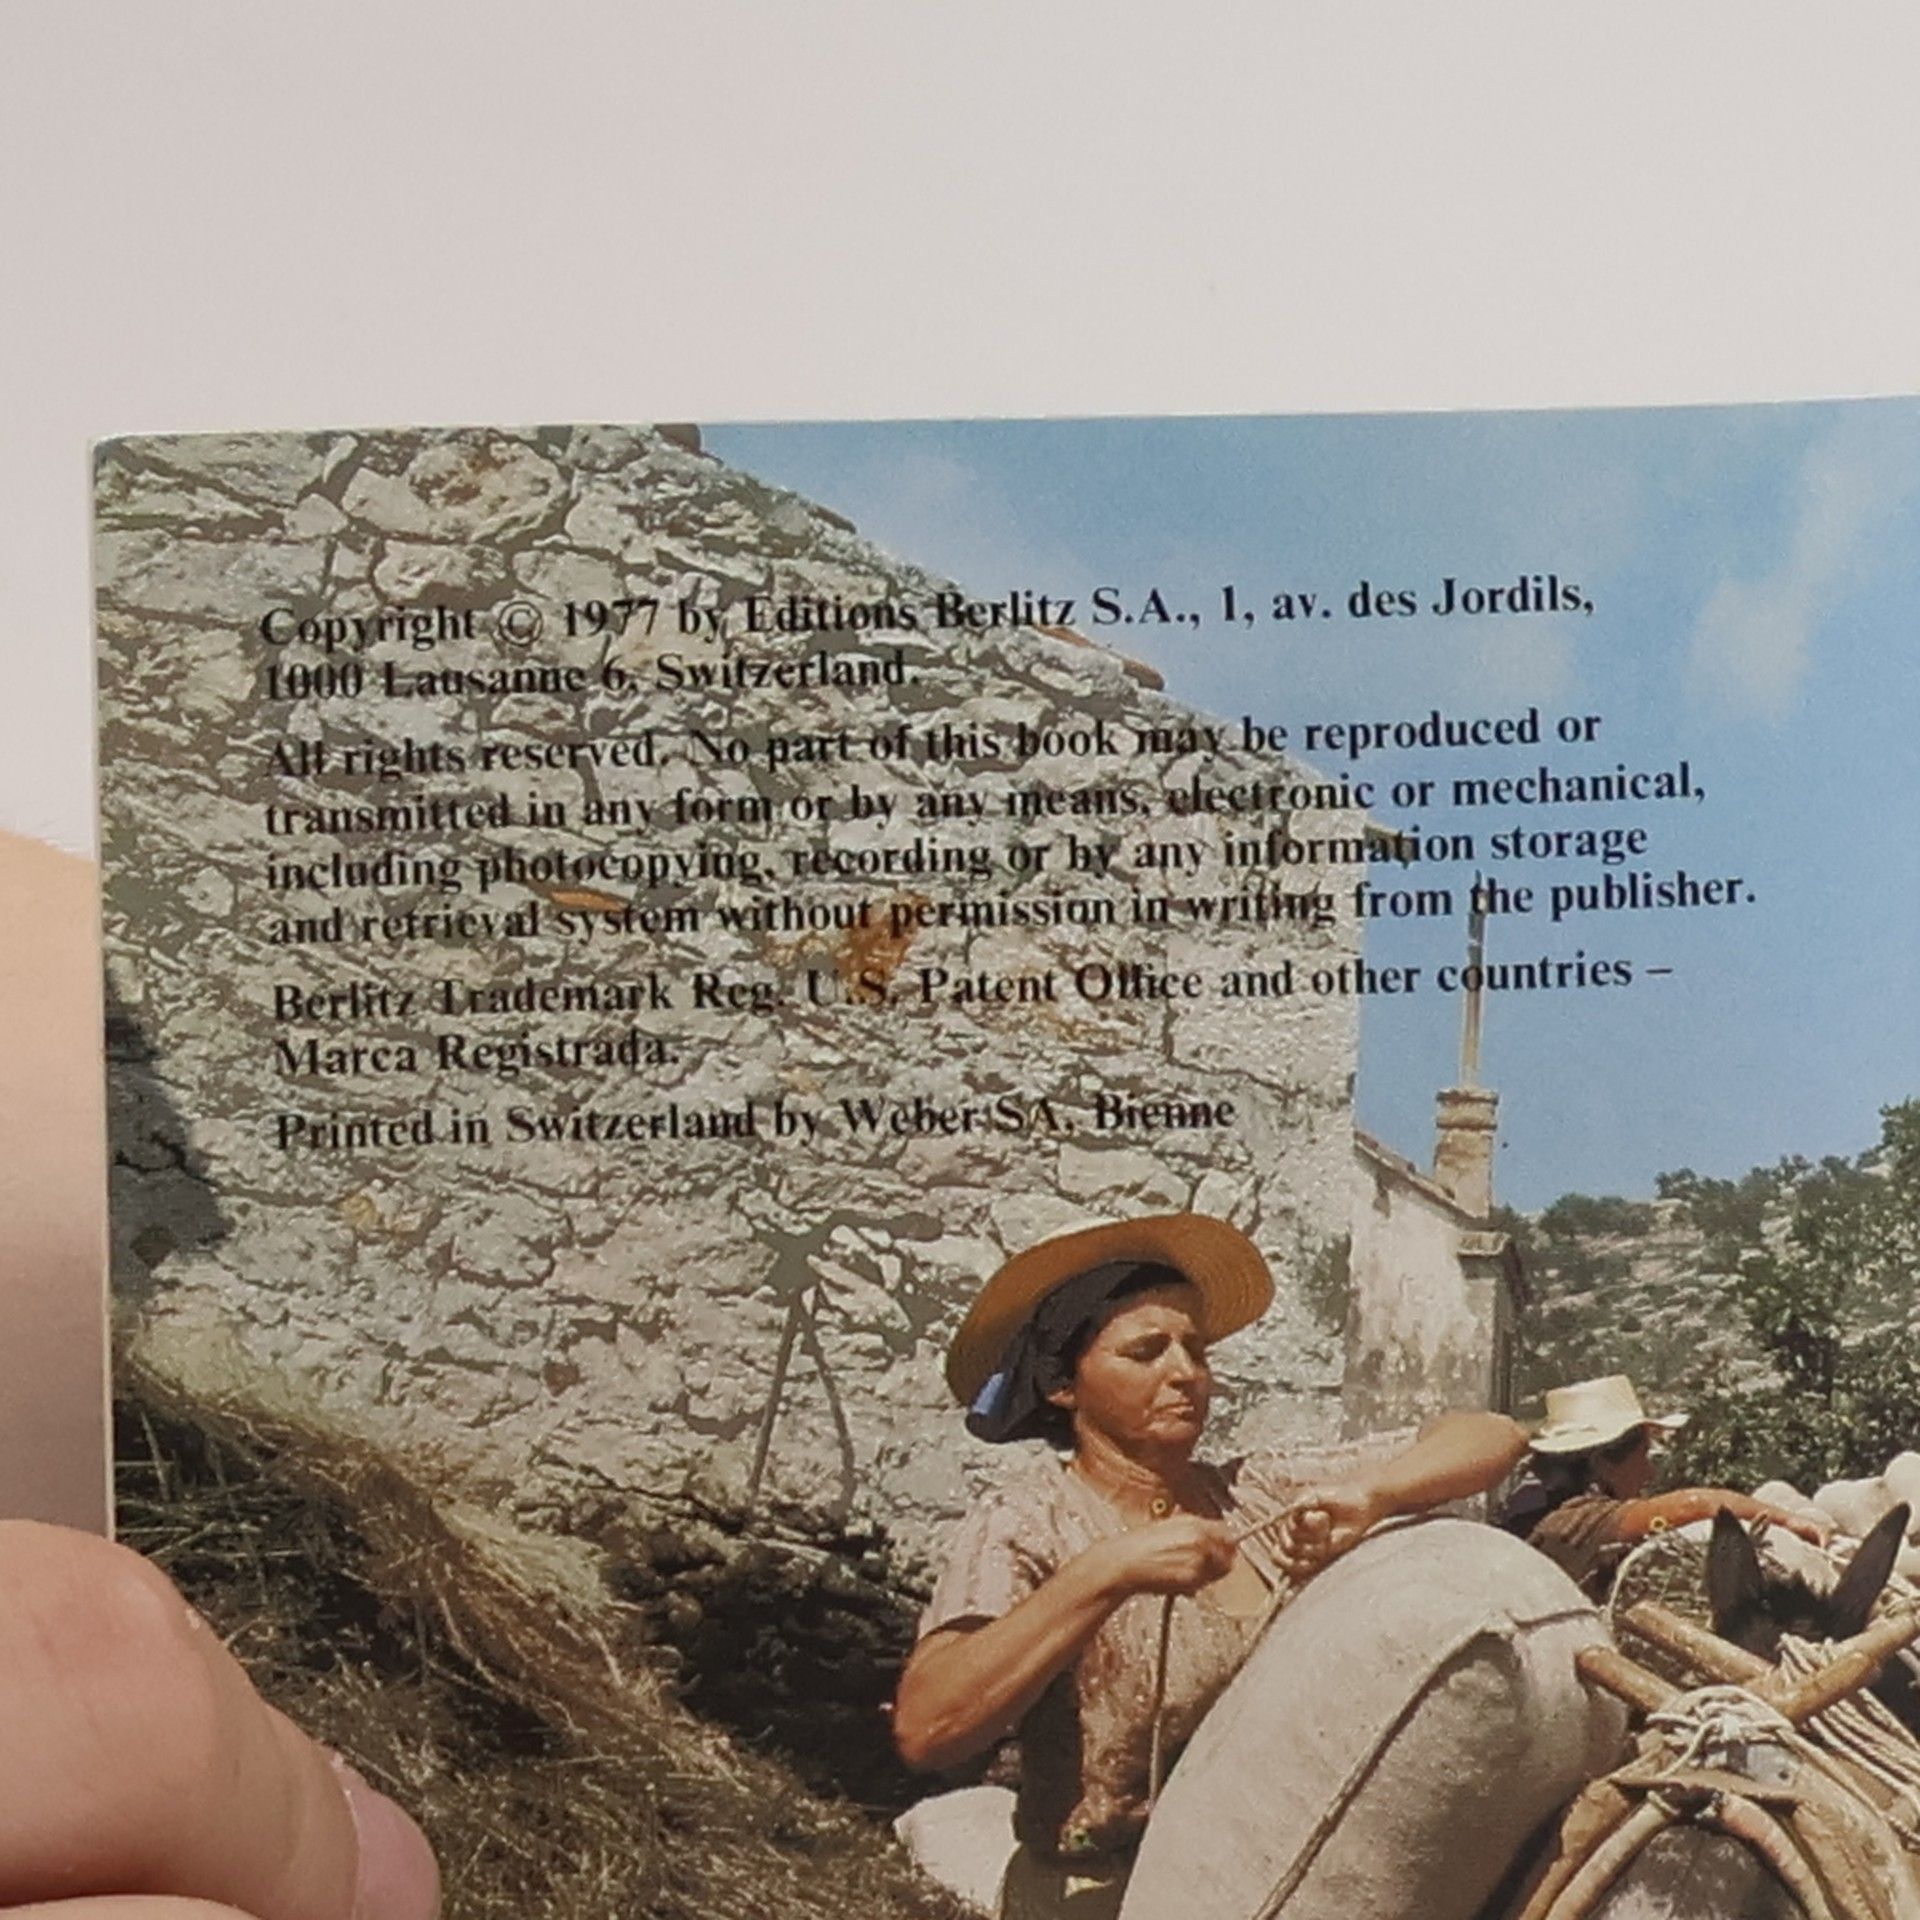 Copyright © 1977 by Editions Berlitz S.A., 1, av. des Jordils,
1000 Lausanne 6, Switzerland.
All rights reserved. No part of this book may be reproduced or
transmitted in any form or by any means, electronic or mechanical,
including photocopying, recording or by any information storage
and retrieval system without permission in writing from the publisher.
Berlitz Trademark Reg. U.S. Patent Office and other countries –
Marca Registrada.
Printed in Switzerland by Weber SA, Bienne